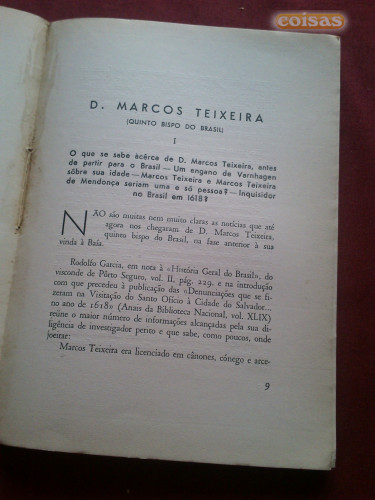 coisas
D. MARCOS TEIXEIRA
(QUINTO BISPO DO BRASIL)
I
O que se sabe acêrca de D. Marcos Teixeira, antes
de partir para o Brasil — Um engano de Varnhagen
sôbre sua idade — Marcos Teixeira e Marcos Teixeira
de Mendonça seriam uma e só pessoa? — Inquisidor
no Brasil em 1618?
NÃO são muitas nem muito claras as notícias que até
agora nos chegaram de D. Marcos Teixeira,
quinto bispo do Brasil, na fase anterior à sua
vinda à Baía.
Rodolfo Garcia, em nota à «História Geral do Brasil», do
visconde de Pôrto Seguro, vol. II, pág. 229, e na introdução
com que precedeu à publicação das «Denunciações que se fi-
zeram na Visitação do Santo Ofício à Cidade do Salvador...
no ano de 1618» (Anais da Biblioteca Nacional, vol. XLIX)
reüne o maior número de informações alcançadas pela sua di-
ligência de investigador perito e que sabe, como poucos, onde
joeirar:
Marcos Teixeira era licenciado em cânones, cónego e arce-
9